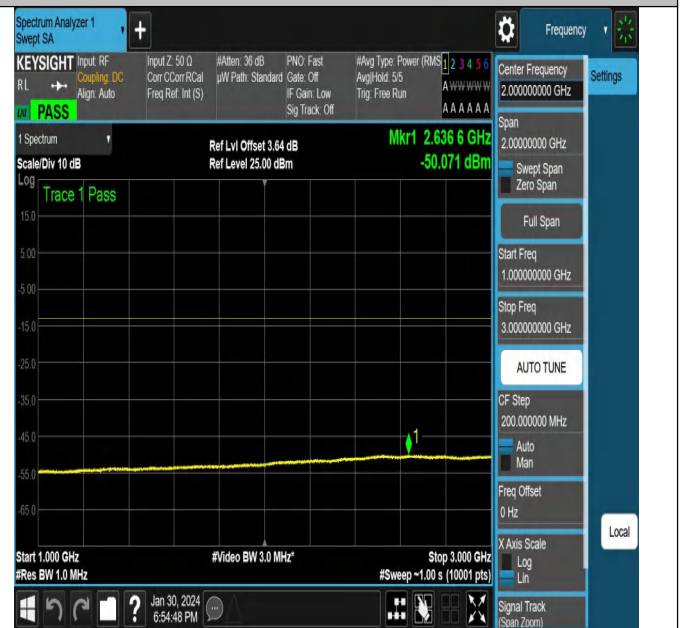 Spectrum Analyzer 1
Swept SA
+
Frequency
KEYSIGHT
Input: RF
Coupling: DC
Align: Auto
RL
LXI
PASS
Input Z: 50 Ω
Corr CCorr RCal
Freq Ref: Int (S)
#Atten: 36 dB
µW Path: Standard
PNO: Fast
Gate: Off
IF Gain: Low
Sig Track: Off
#Avg Type: Power (RMS
Avg|Hold: 5/5
Trig: Free Run
1 2 3 4 5 6
A W W W W W
A A A A A A
1 Spectrum
Scale/Div 10 dB
Log
Ref Lvl Offset 3.64 dB
Ref Level 25.00 dBm
Mkr1 2.636 6 GHz
-50.071 dBm
Trace 1 Pass
15.0
5.00
-5.00
-15.0
-25.0
-35.0
-45.0
-55.0
-65.0
1
Start 1.000 GHz
#Res BW 1.0 MHz
#Video BW 3.0 MHz*
Stop 3.000 GHz
#Sweep ~1.00 s (10001 pts)
Center Frequency
2.00000000 GHz
Settings
Span
2.00000000 GHz
Swept Span
Zero Span
Full Span
Start Freq
1.000000000 GHz
Stop Freq
3.000000000 GHz
AUTO TUNE
CF Step
200.000000 MHz
Auto
Man
Freq Offset
0 Hz
X Axis Scale
Log
Lin
Local
Signal Track
(Span Zoom)
?
Jan 30, 2024
6:54:48 PM